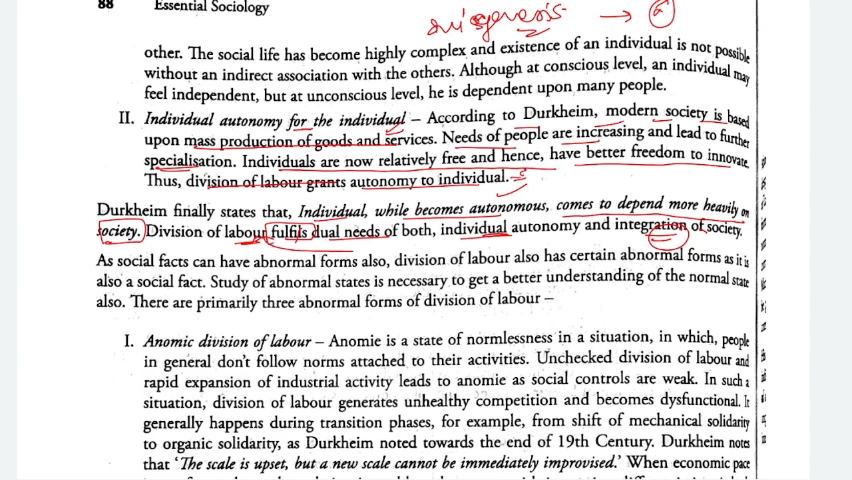 88 Essential Sociology
other. The social life has become highly complex and existence of an individual is not possible
without an indirect association with the others. Although at conscious level, an individual may
feel independent, but at unconscious level, he is dependent upon many people.
II. Individual autonomy for the individual – According to Durkheim, modern society is based
upon mass production of goods and services. Needs of people are increasing and lead to further
specialisation. Individuals are now relatively free and hence, have better freedom to innovate.
Thus, division of labour grants autonomy to individual.
Durkheim finally states that, Individual, while becomes autonomous, comes to depend more heavily on
society. Division of labour fulfils dual needs of both, individual autonomy and integration of society.
As social facts can have abnormal forms also, division of labour also has certain abnormal forms as it is
also a social fact. Study of abnormal states is necessary to get a better understanding of the normal state
also. There are primarily three abnormal forms of division of labour –
I. Anomic division of labour – Anomie is a state of normlessness in a situation, in which, people
in general don't follow norms attached to their activities. Unchecked division of labour and
rapid expansion of industrial activity leads to anomie as social controls are weak. In such a
situation, division of labour generates unhealthy competition and becomes dysfunctional. It
generally happens during transition phases, for example, from shift of mechanical solidarity
to organic solidarity, as Durkheim noted towards the end of 19th Century. Durkheim notes
that 'The scale is upset, but a new scale cannot be immediately improvised.' When economic pace